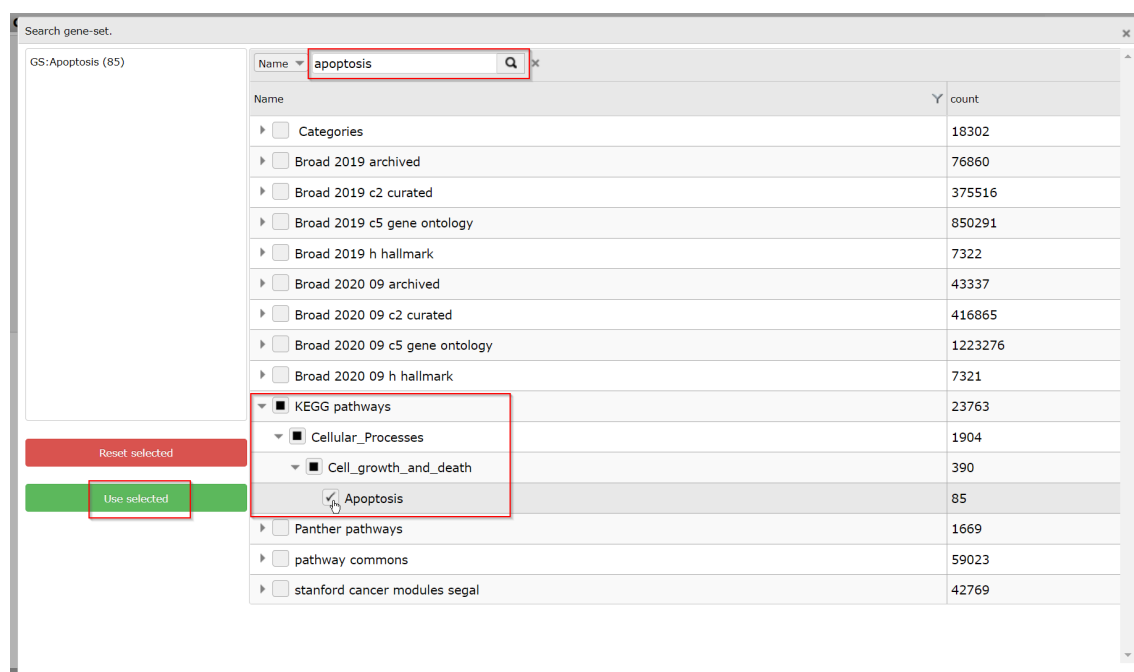 Search gene-set.
GS:Apoptosis (85)
Name apoptosis
Name count
Categories 18302
Broad 2019 archived 76860
Broad 2019 c2 curated 375516
Broad 2019 c5 gene ontology 850291
Broad 2019 h hallmark 7322
Broad 2020 09 archived 43337
Broad 2020 09 c2 curated 416865
Broad 2020 09 c5 gene ontology 1223276
Broad 2020 09 h hallmark 7321
KEGG pathways 23763
Cellular_Processes 1904
Cell_growth_and_death 390
Apoptosis 85
Panther pathways 1669
pathway commons 59023
stanford cancer modules segal 42769
Reset selected
Use selected